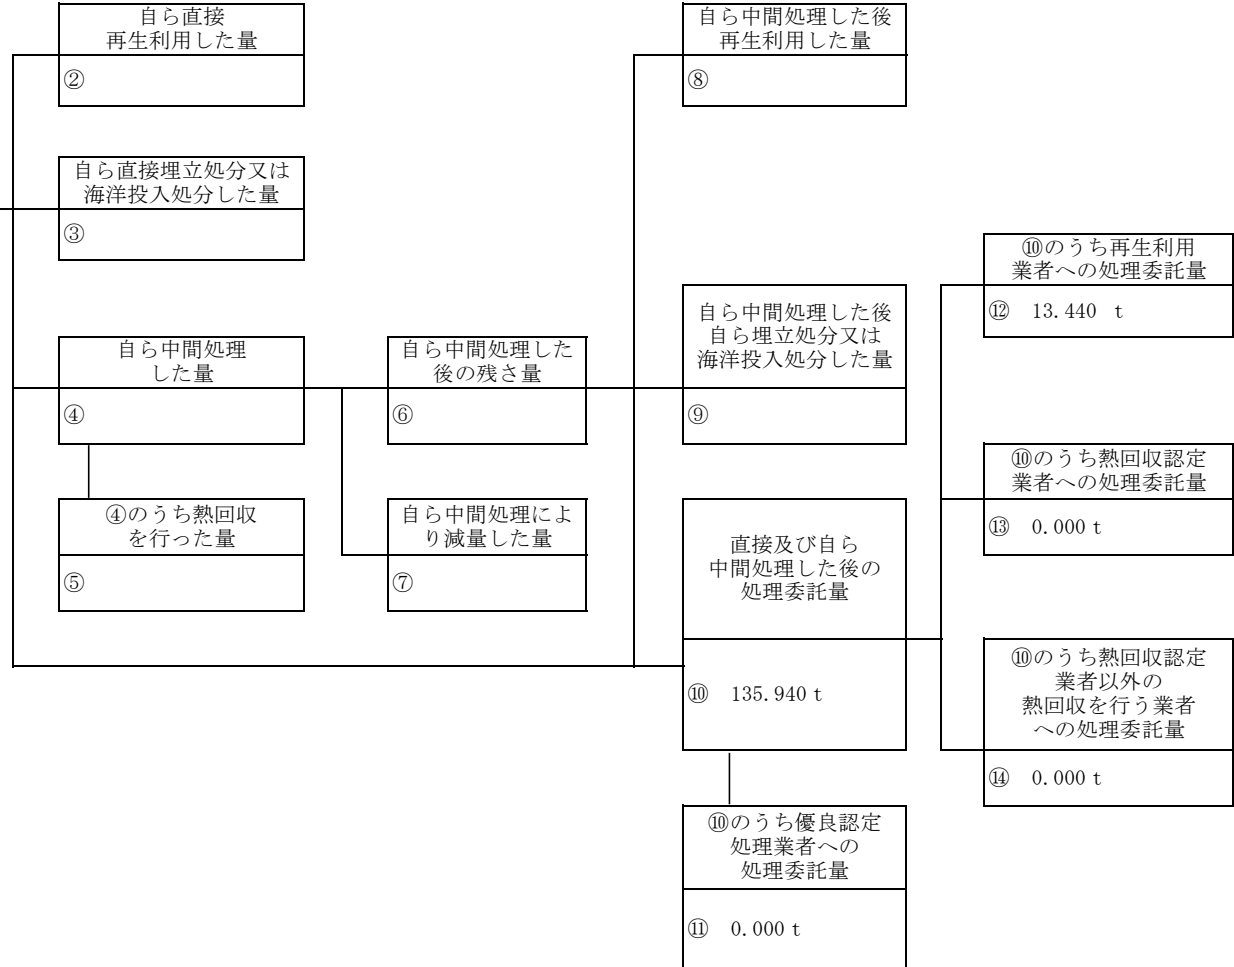 自ら直接
再生利用した量
②
自ら中間処理した後
再生利用した量
⑧
自ら直接埋立処分又は
海洋投入処分した量
③
⑩のうち再生利用
業者への処理委託量
⑫ 13.440 t
自ら中間処理した後
自ら埋立処分又は
海洋投入処分した量
⑨
自ら中間処理
した量
④
自ら中間処理した
後の残さ量
⑥
⑩のうち熱回収認定
業者への処理委託量
⑬ 0.000 t
④のうち熱回収
を行った量
⑤
自ら中間処理によ
り減量した量
⑦
直接及び自ら
中間処理した後の
処理委託量
⑩ 135.940 t
⑩のうち熱回収認定
業者以外の
熱回収を行う業者
への処理委託量
⑭ 0.000 t
⑩のうち優良認定
処理業者への
処理委託量
⑪ 0.000 t